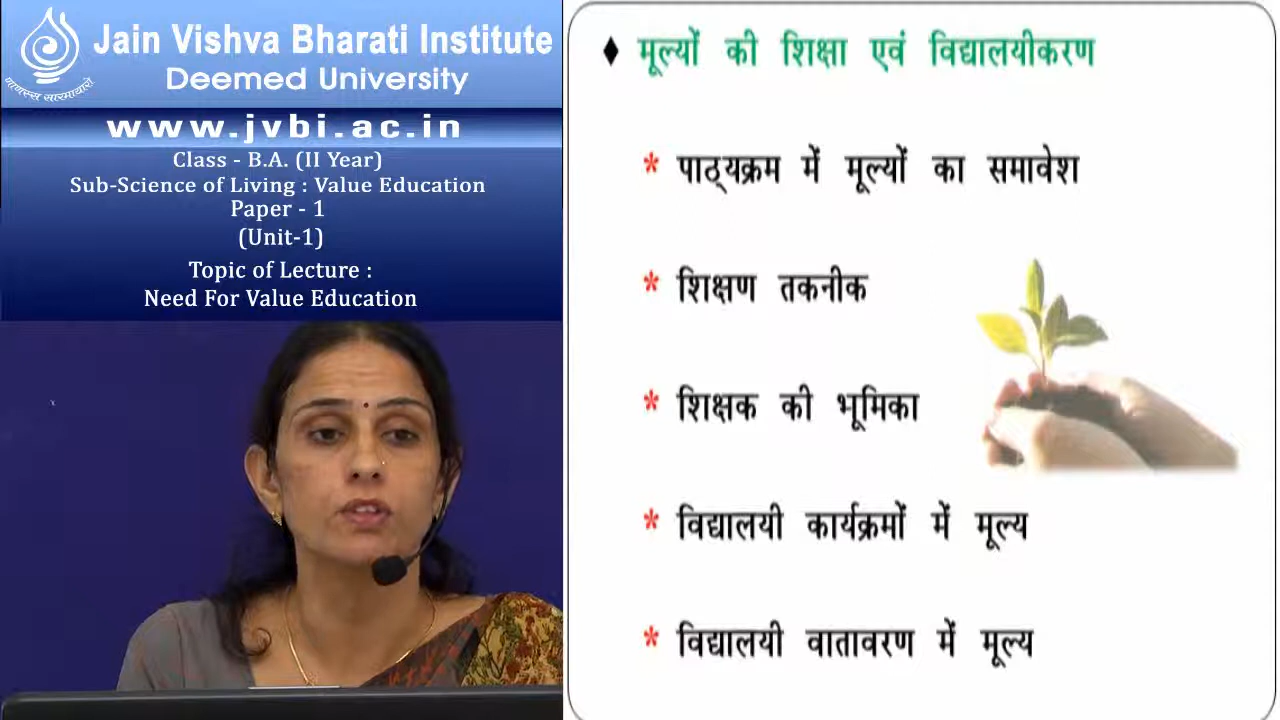 Jain Vishva Bharati Institute
Deemed University
www.jvbi.ac.in
Class - B.A. (II Year)
Sub-Science of Living : Value Education
Paper - 1
(Unit-1)
Topic of Lecture :
Need For Value Education
णाणस्स सारमायारो
♦ मूल्यों की शिक्षा एवं विद्यालयीकरण
* पाठ्यक्रम में मूल्यों का समावेश
* शिक्षण तकनीक
* शिक्षक की भूमिका
* विद्यालयी कार्यक्रमों में मूल्य
* विद्यालयी वातावरण में मूल्य